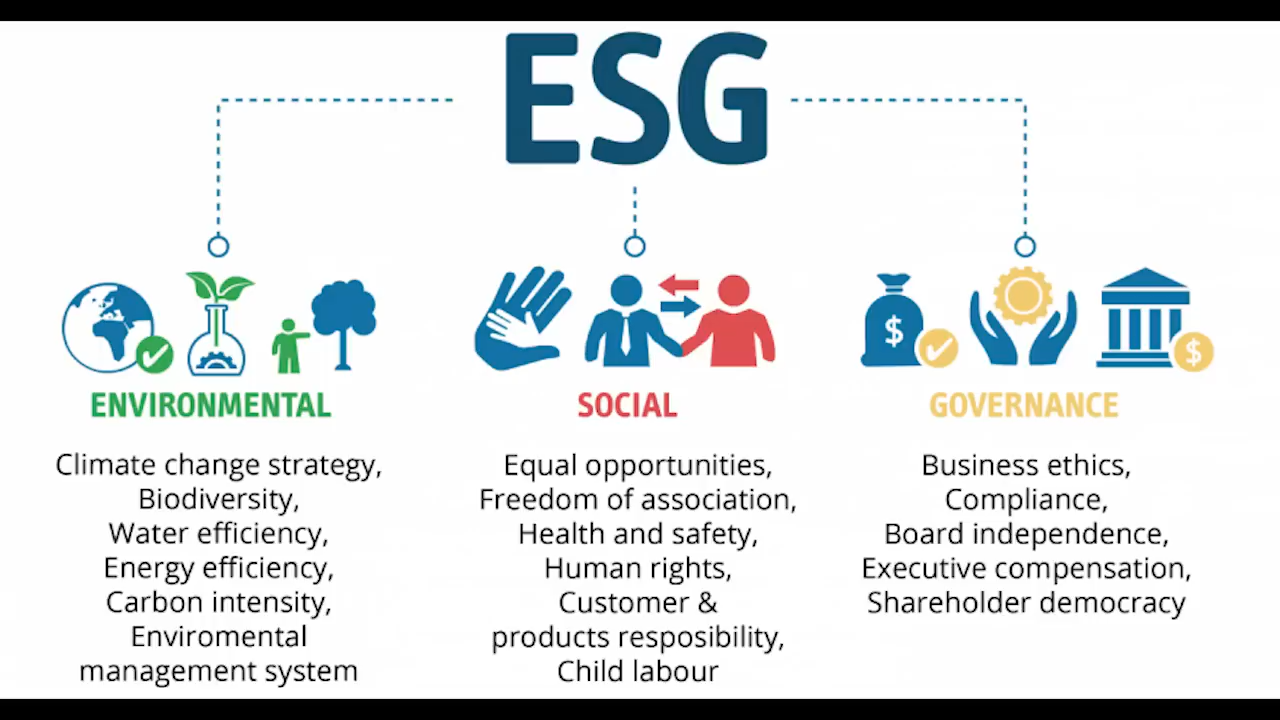 ESG
ENVIRONMENTAL
Climate change strategy,
Biodiversity,
Water efficiency,
Energy efficiency,
Carbon intensity,
Enviromental
management system
SOCIAL
Equal opportunities,
Freedom of association,
Health and safety,
Human rights,
Customer &
products resposibility,
Child labour
$
$
GOVERNANCE
Business ethics,
Compliance,
Board independence,
Executive compensation,
Shareholder democracy